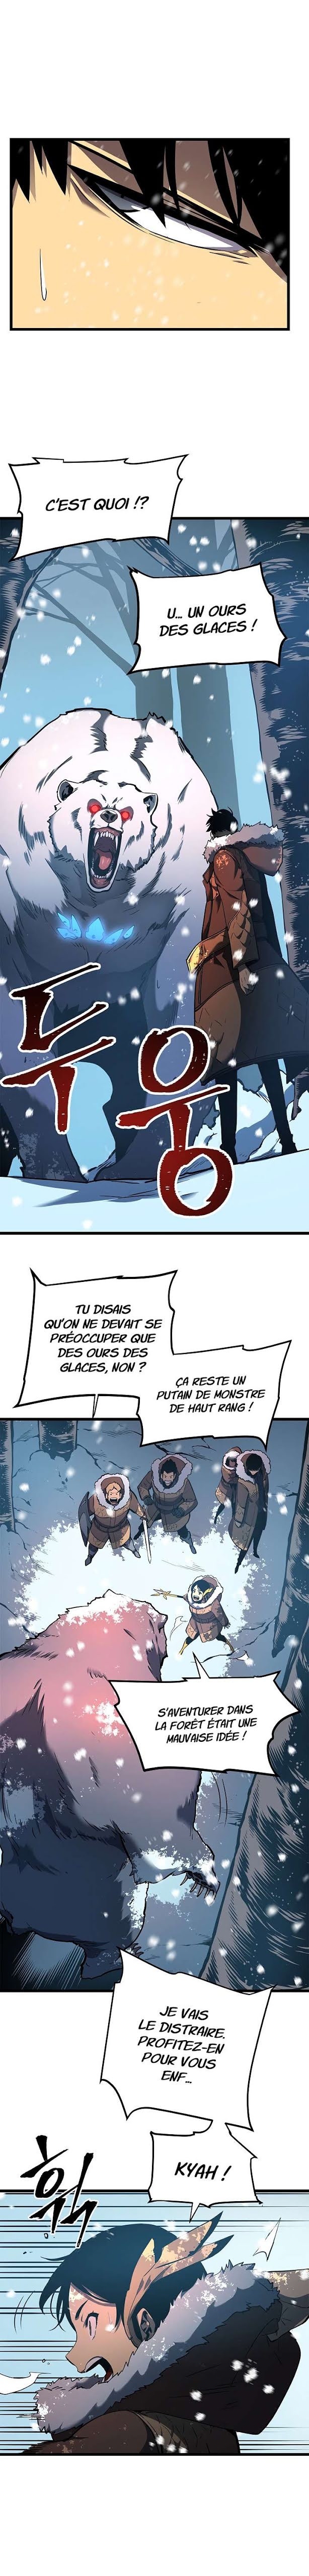 C'EST QUOI !?
U... UN OURS
DES GLACES !
두웅
TU DISAIS
QU'ON NE DEVAIT SE
PRÉOCCUPER QUE
DES OURS DES
GLACES, NON ?
ÇA RESTE UN
PUTAIN DE MONSTRE
DE HAUT RANG !
S'AVENTURER DANS
LA FORÊT ÉTAIT UNE
MAUVAISE IDÉE !
JE VAIS
LE DISTRAIRE.
PROFITEZ-EN
POUR VOUS
ENF...
KYAH !
휙